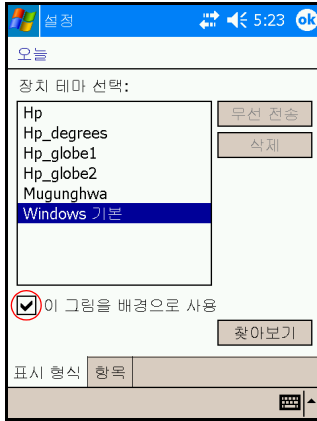 설정 5:23 ok
오늘
장치 테마 선택:
Hp
Hp_degrees
Hp_globe1
Hp_globe2
Mugunghwa
Windows 기본
무선 전송
삭제
이 그림을 배경으로 사용
찾아보기
표시 형식 항목